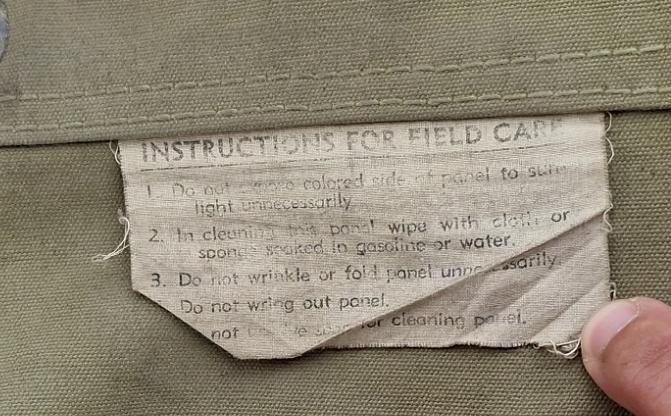 INSTRUCTIONS FOR FIELD CARE
1. Do not colored side of panel to sun
light unnecessarily
2. In cleaning this panel wipe with cloth or
sponge soaked in gasoline or water.
3. Do not wrinkle or fold panel unnecessarily.
Do not wring out panel.
not for cleaning panel.